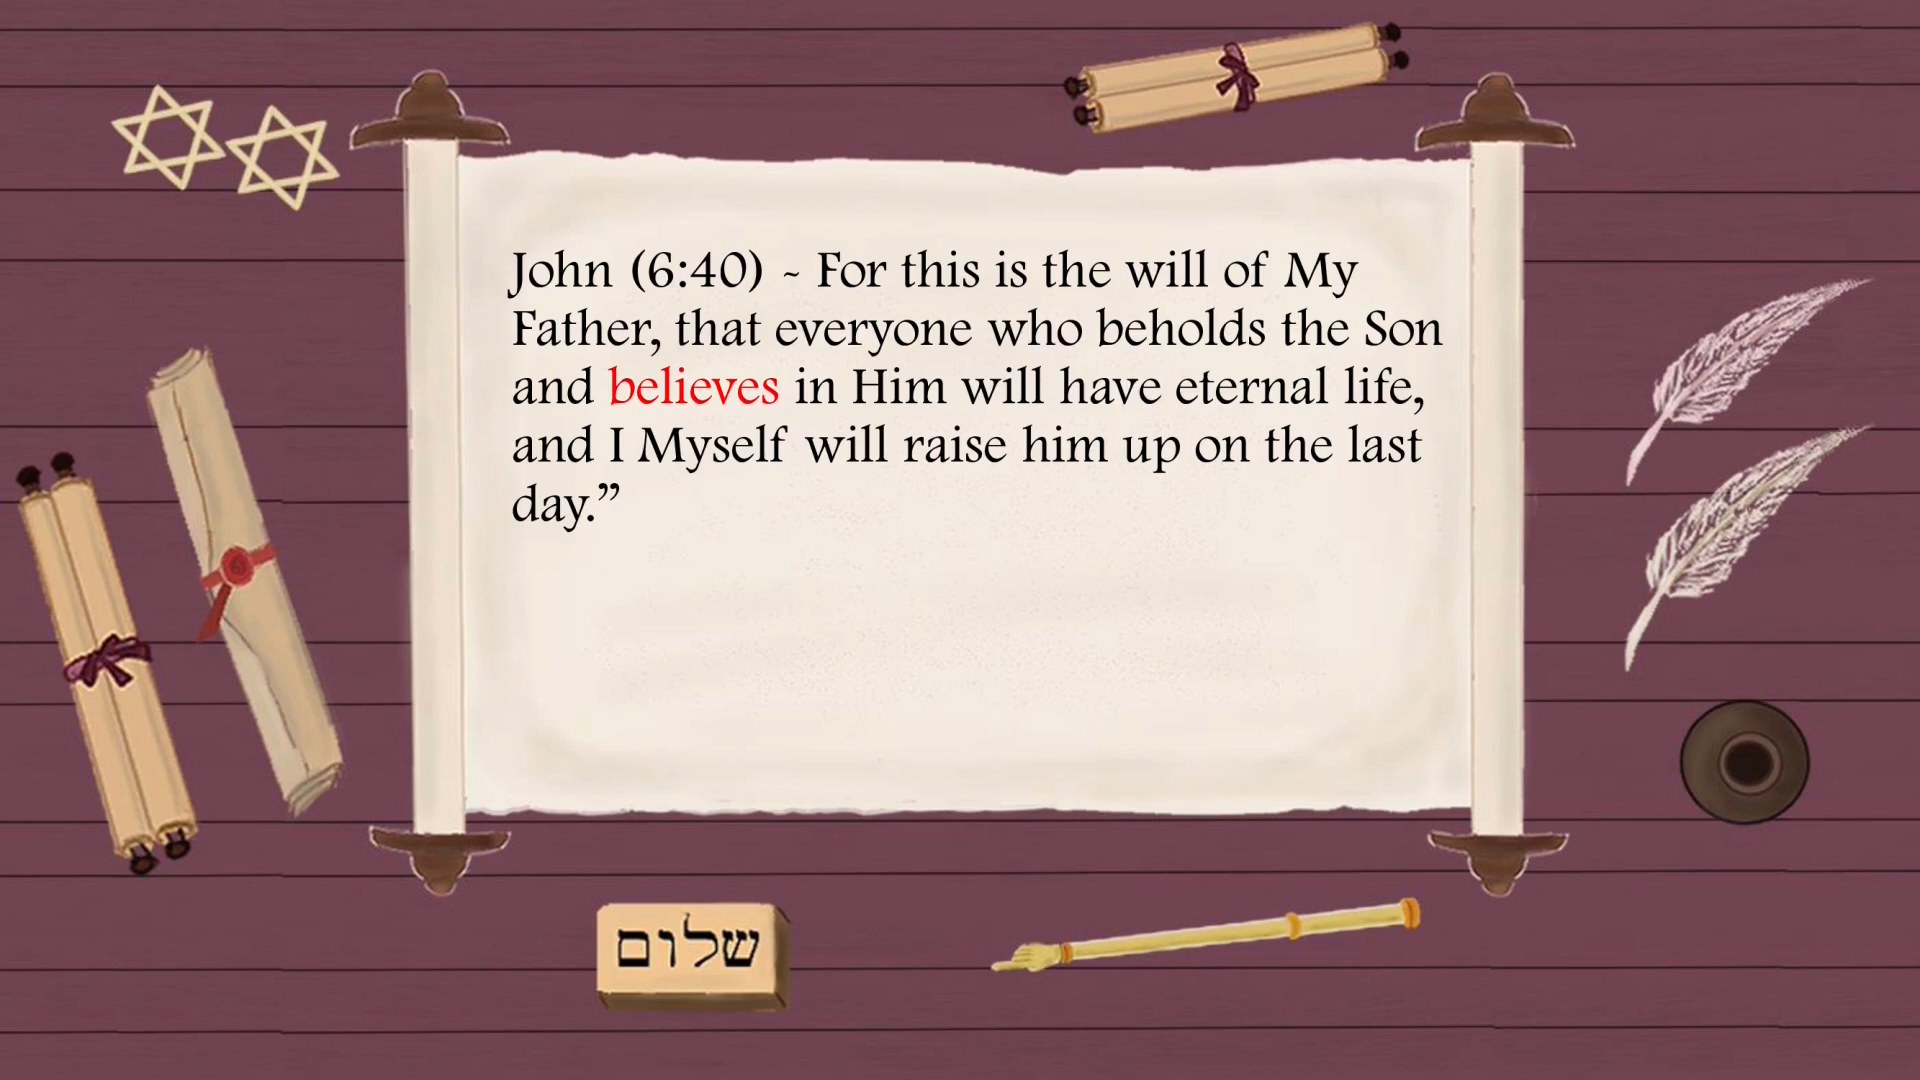 John (6:40) - For this is the will of My
Father, that everyone who beholds the Son
and believes in Him will have eternal life,
and I Myself will raise him up on the last
day.”
שלום